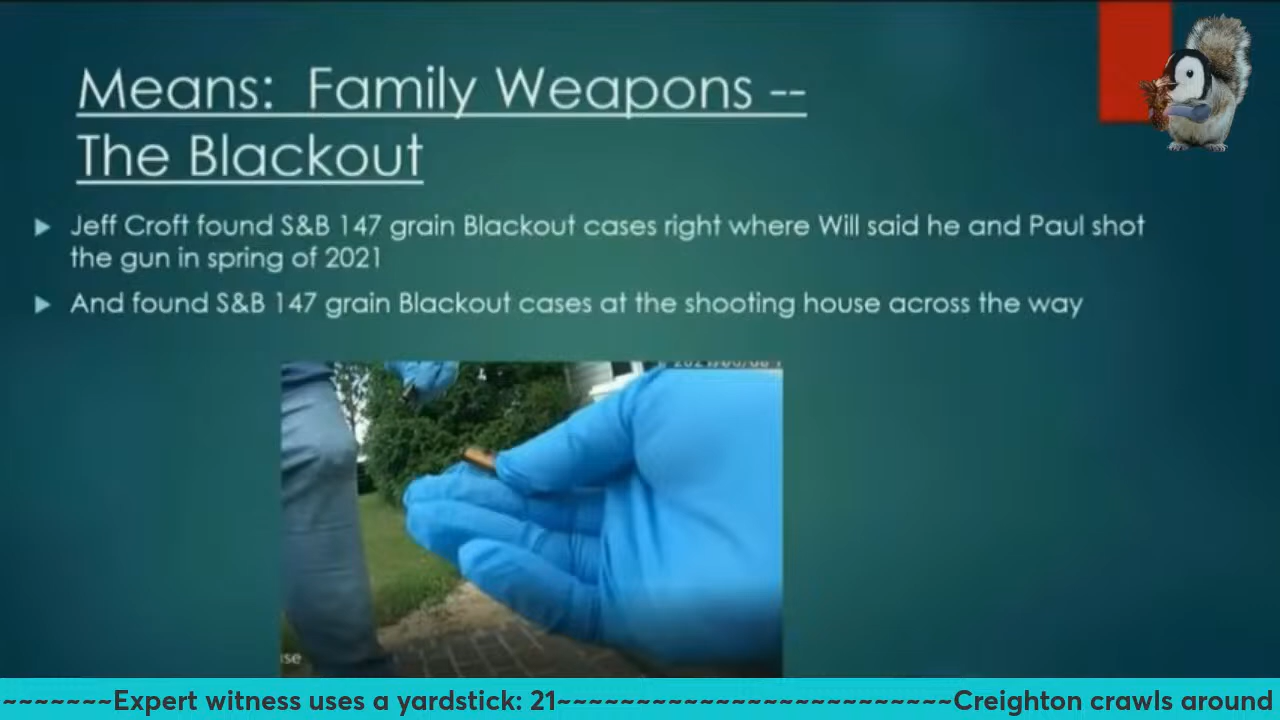 Means:  Family Weapons --
The Blackout
Jeff Croft found S&B 147 grain Blackout cases right where Will said he and Paul shot
the gun in spring of 2021
And found S&B 147 grain Blackout cases at the shooting house across the way
se
~~~~~~~Expert witness uses a yardstick: 21~~~~~~~~~~~~~~~~~~~~~~~~~Creighton crawls around